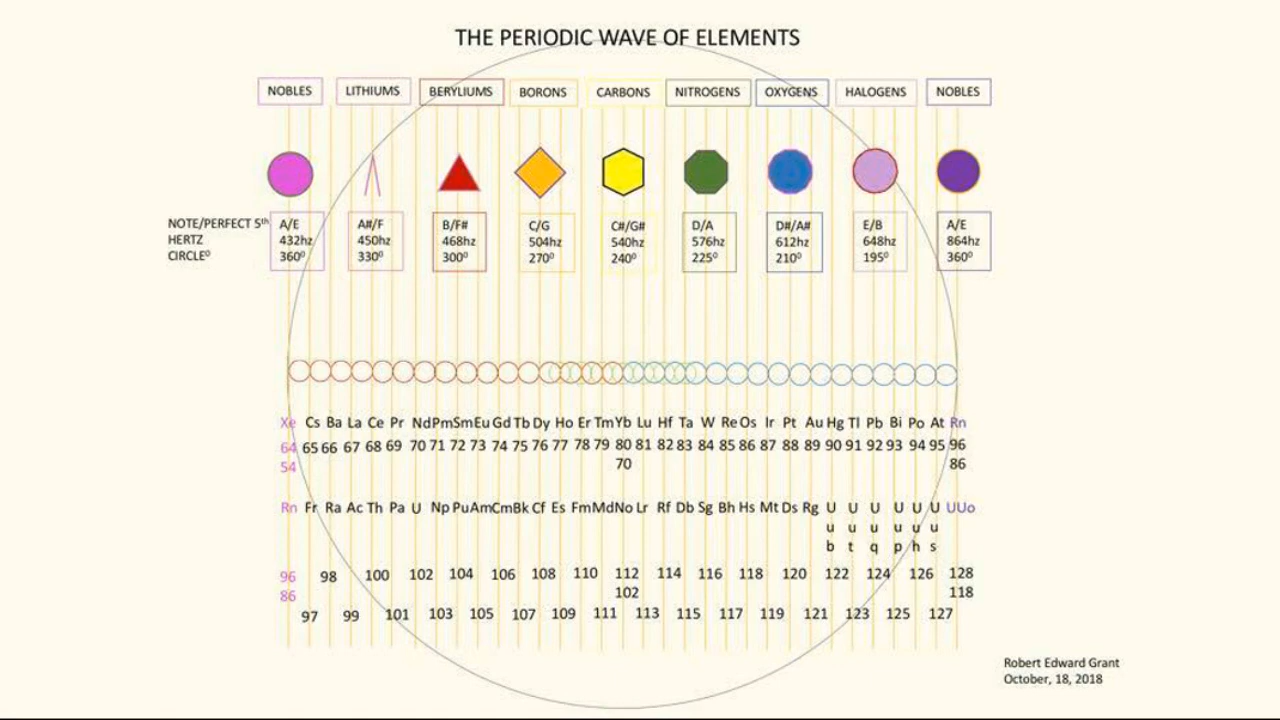 THE PERIODIC WAVE OF ELEMENTS
NOBLES LITHIUMS BERYLIUMS BORONS CARBONS NITROGENS OXYGENS HALOGENS NOBLES
NOTE/PERFECT 5th A/E A#/F B/F# C/G C#/G# D/A D#/A# E/B A/E
HERTZ 432hz 450hz 468hz 504hz 540hz 576hz 612hz 648hz 864hz
CIRCLE⁰ 360⁰ 330⁰ 300⁰ 270⁰ 240⁰ 225⁰ 210⁰ 195⁰ 360⁰
Xe Cs Ba La Ce Pr Nd Pm Sm Eu Gd Tb Dy Ho Er Tm Yb Lu Hf Ta W Re Os Ir Pt Au Hg Tl Pb Bi Po At Rn
64 65 66 67 68 69 70 71 72 73 74 75 76 77 78 79 80 81 82 83 84 85 86 87 88 89 90 91 92 93 94 95 96
54 70 86
Rn Fr Ra Ac Th Pa U Np Pu Am Cm Bk Cf Es Fm Md No Lr Rf Db Sg Bh Hs Mt Ds Rg U U U U U U UUo
u u u u u u
b t q p h s
96 98 100 102 104 106 108 110 112 114 116 118 120 122 124 126 128
86 102 118
97 99 101 103 105 107 109 111 113 115 117 119 121 123 125 127
Robert Edward Grant
October, 18, 2018